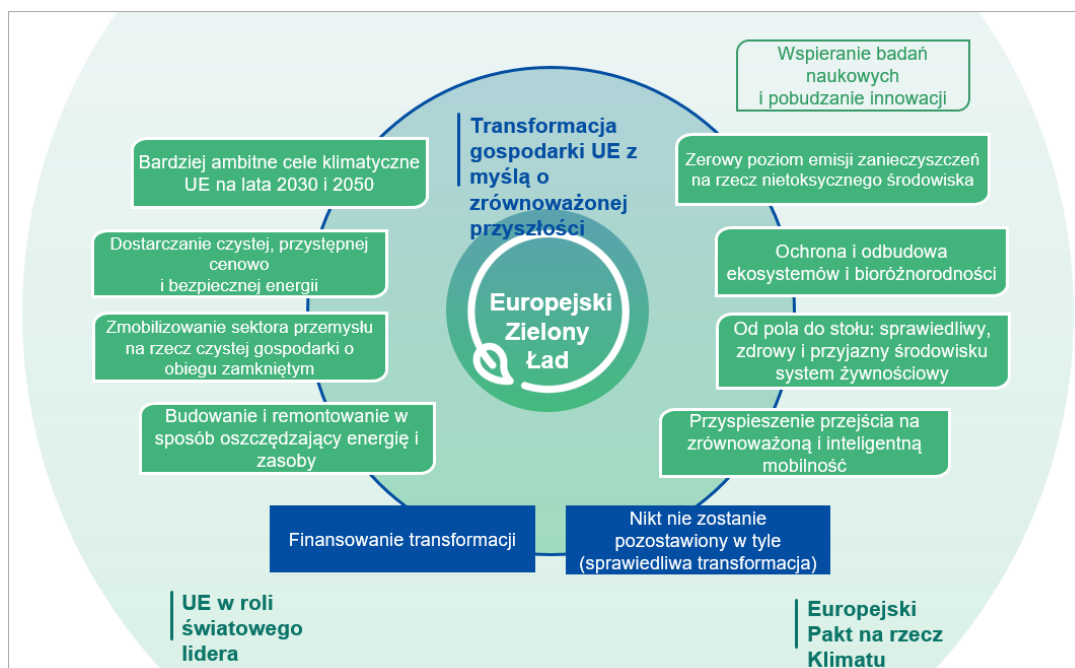 Wspieranie badań
naukowych
i pobudzanie innowacji
Transformacja
gospodarki UE z
myślą o
zrównoważonej
przyszłości
Bardziej ambitne cele klimatyczne
UE na lata 2030 i 2050
Zerowy poziom emisji zanieczyszczeń
na rzecz nietoksycznego środowiska
Dostarczanie czystej, przystępnej
cenowo
i bezpiecznej energii
Ochrona i odbudowa
ekosystemów i bioróżnorodności
Europejski
Zielony
Ład
Zmobilizowanie sektora przemysłu
na rzecz czystej gospodarki o
obiegu zamkniętym
Od pola do stołu: sprawiedliwy,
zdrowy i przyjazny środowisku
system żywnościowy
Budowanie i remontowanie w
sposób oszczędzający energię i
zasoby
Przyspieszenie przejścia na
zrównoważoną i inteligentną
mobilność
Finansowanie transformacji
Nikt nie zostanie
pozostawiony w tyle
(sprawiedliwa transformacja)
UE w roli
światowego
lidera
Europejski
Pakt na rzecz
Klimatu